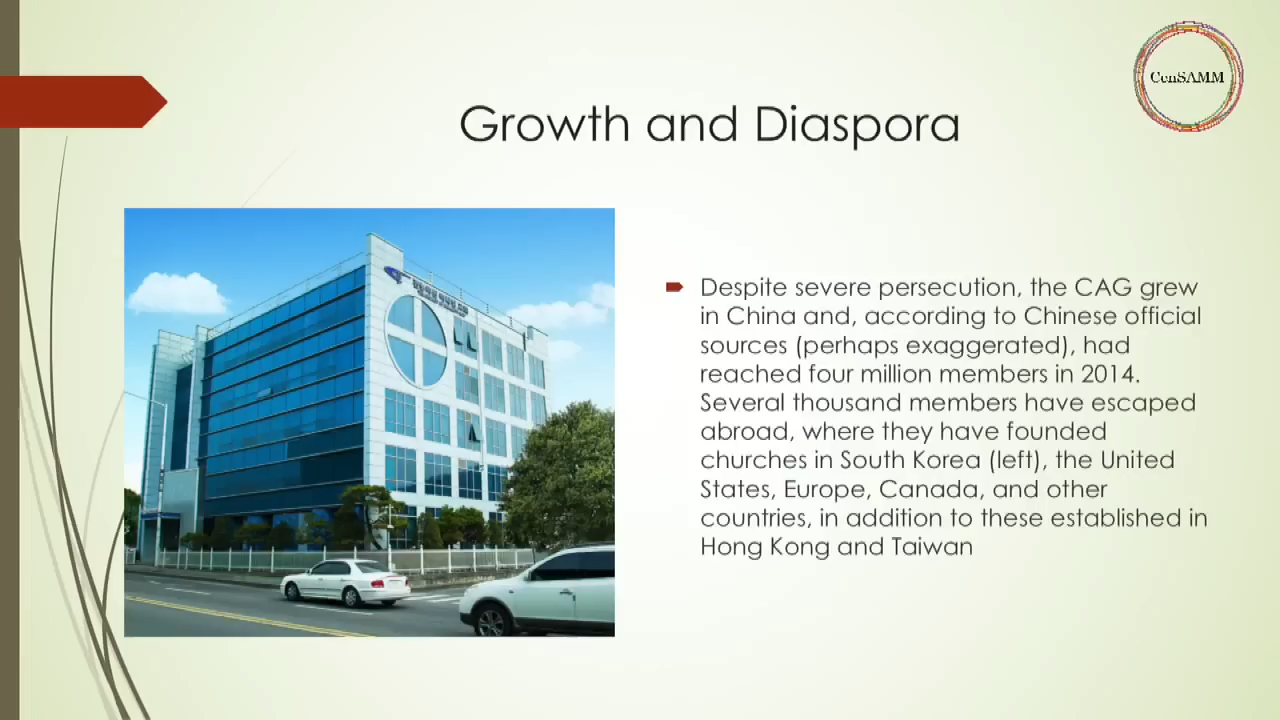 CenSAMM
Growth and Diaspora
Despite severe persecution, the CAG grew
in China and, according to Chinese official
sources (perhaps exaggerated), had
reached four million members in 2014.
Several thousand members have escaped
abroad, where they have founded
churches in South Korea (left), the United
States, Europe, Canada, and other
countries, in addition to these established in
Hong Kong and Taiwan